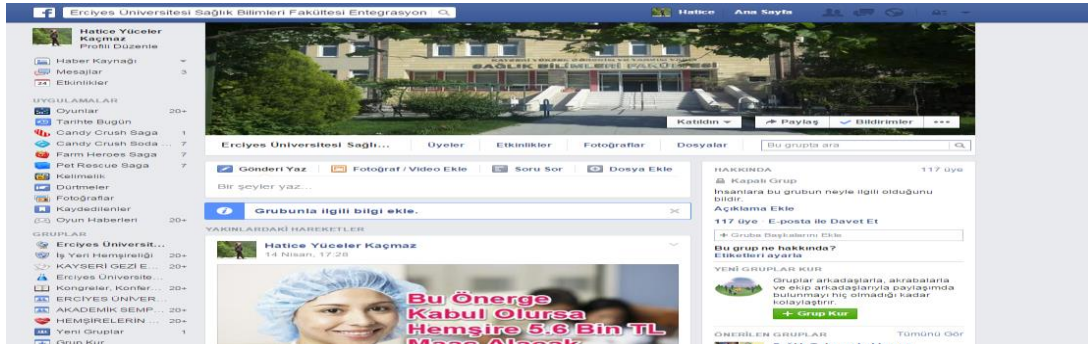 Erciyes Üniversitesi Sağlık Bilimleri Fakültesi Entegrasyon
Hatice Ana Sayfa
Hatice Yüceler
Kaçmaz
Profili Düzenle
Haber Kaynağı
Mesajlar 3
24 Etkinlikler
UYGULAMALAR
Oyunlar 20+
Tarihte Bugün
Candy Crush Saga 1
Candy Crush Soda ... 7
Farm Heroes Saga 7
Pet Rescue Saga 7
Kelimelik
Dürtmeler
Fotoğraflar
Kaydedilenler
Oyun Haberleri 20+
GRUPLAR
Erciyes Üniversit...
İş Yeri Hemşireliği 20+
KAYSERİ GEZİ E... 20+
Erciyes Üniversite...
Kongreler, Konfer... 20+
ERCİYES ÜNİVER...
AKADEMİK SEMP... 20+
HEMŞİRELERİN ... 20+
Yeni Gruplar 1
Grup Kur
SAĞLIK BİLİMLERİ FAKÜLTESİ
Katıldın
Paylaş
Bildirimler
Erciyes Üniversitesi Sağlı...
Üyeler
Etkinlikler
Fotoğraflar
Dosyalar
Bu grupta ara
Gönderi Yaz
Fotoğraf / Video Ekle
Soru Sor
Dosya Ekle
Bir şeyler yaz...
Grubunla ilgili bilgi ekle.
YAKINLARDAKİ HAREKETLER
Hatice Yüceler Kaçmaz
14 Nisan, 17:28
Bu Önerge
Kabul Olursa
Hemşire 5.6 Bin TL
Maaş Alacak
HAKKINDA 117 üye
Kapalı Grup
İnsanlara bu grubun neyle ilgili olduğunu
bildir.
Açıklama Ekle
117 üye · E-posta ile Davet Et
+ Gruba Başkalarını Ekle
Bu grup ne hakkında?
Etiketleri ayarla
YENİ GRUPLAR KUR
Gruplar arkadaşlarla, akrabalarla
ve ekip arkadaşlarıyla paylaşımda
bulunmayı hiç olmadığı kadar
kolaylaştırır.
+ Grup Kur
ÖNERİLEN GRUPLAR Tümünü Gör